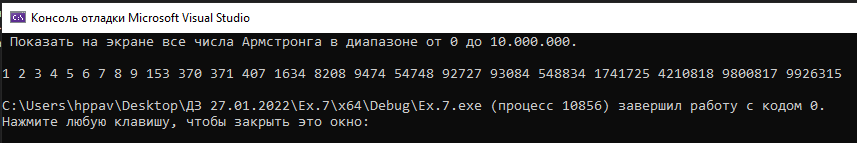 Консоль отладки Microsoft Visual Studio
Показать на экране все числа Армстронга в диапазоне от 0 до 10.000.000.
1 2 3 4 5 6 7 8 9 153 370 371 407 1634 8208 9474 54748 92727 93084 548834 1741725 4210818 9800817 9926315
C:\Users\hppav\Desktop\ДЗ 27.01.2022\Ex.7\x64\Debug\Ex.7.exe (процесс 10856) завершил работу с кодом 0.
Нажмите любую клавишу, чтобы закрыть это окно: